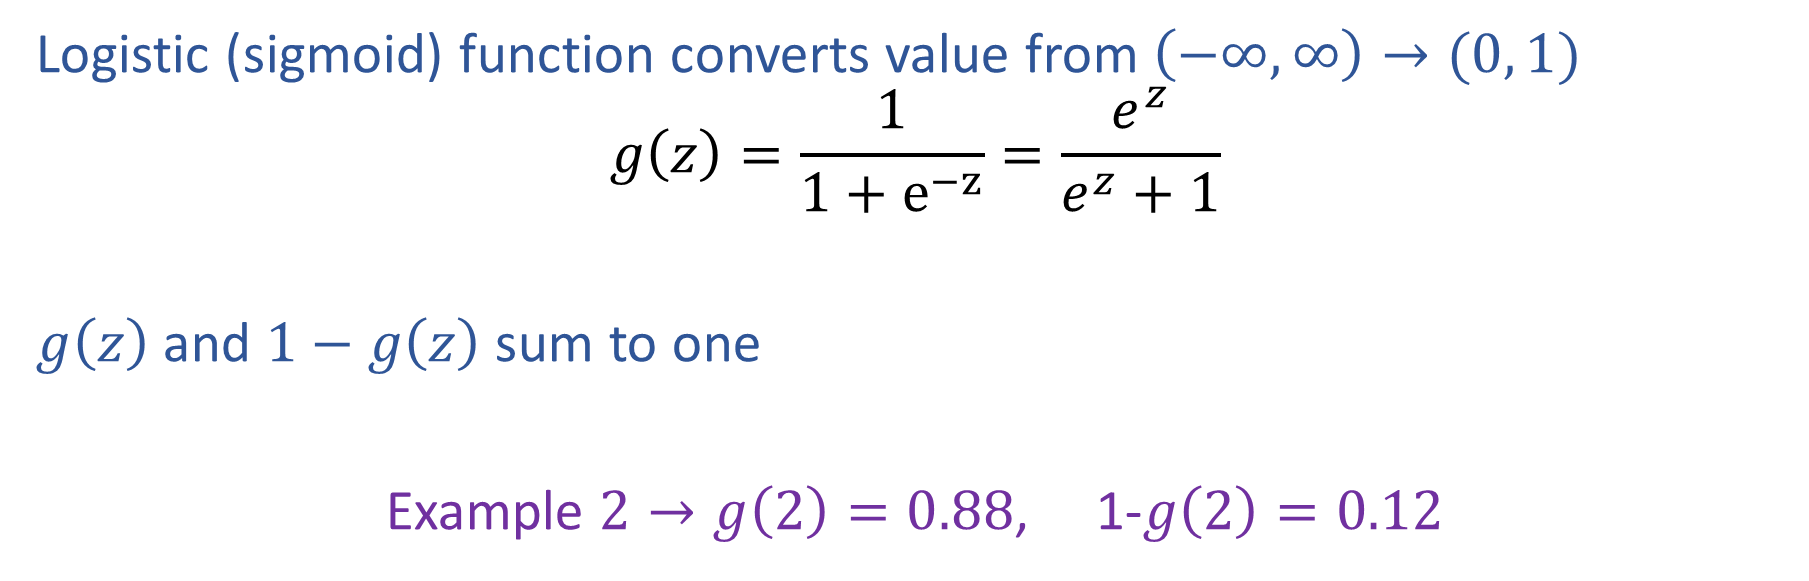 Logistic (sigmoid) function converts value from (−∞, ∞) → (0, 1)
g(z) = 1 / (1 + e^−z) = e^z / (e^z + 1)
g(z) and 1 − g(z) sum to one
Example 2 → g(2) = 0.88, 1-g(2) = 0.12